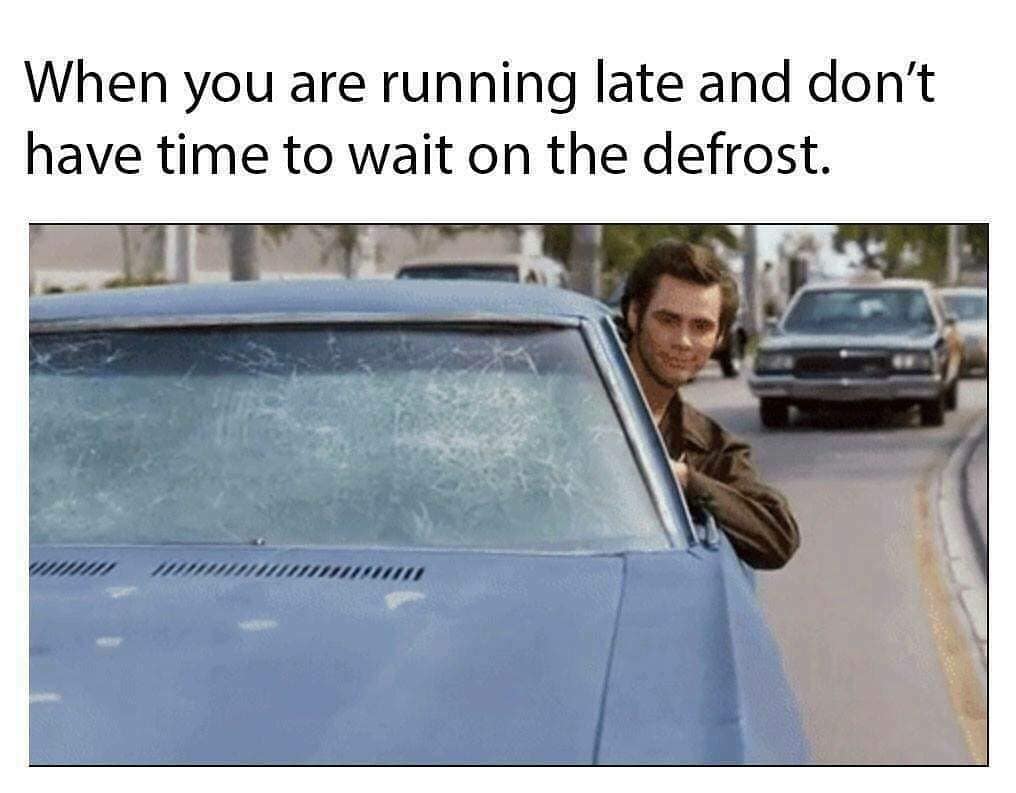 When you are running late and don’t
have time to wait on the defrost.